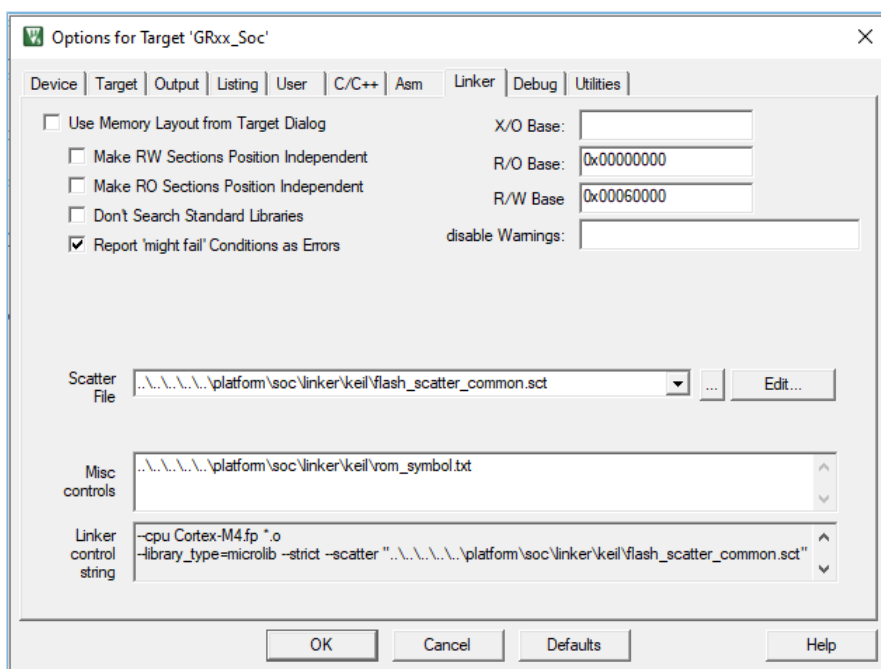 Options for Target 'GRxx_Soc'
Device Target Output Listing User C/C++ Asm Linker Debug Utilities
Use Memory Layout from Target Dialog
Make RW Sections Position Independent
Make RO Sections Position Independent
Don't Search Standard Libraries
Report 'might fail' Conditions as Errors
X/O Base:
R/O Base: 0x00000000
R/W Base 0x00060000
disable Warnings:
Scatter
File
..\..\..\..\..\platform\soc\linker\keil\flash_scatter_common.sct
...
Edit...
Misc
controls
..\..\..\..\..\platform\soc\linker\keil\rom_symbol.txt
Linker
control
string
--cpu Cortex-M4.fp *.o
--library_type=microlib --strict --scatter "..\..\..\..\..\platform\soc\linker\keil\flash_scatter_common.sct"
OK Cancel Defaults Help